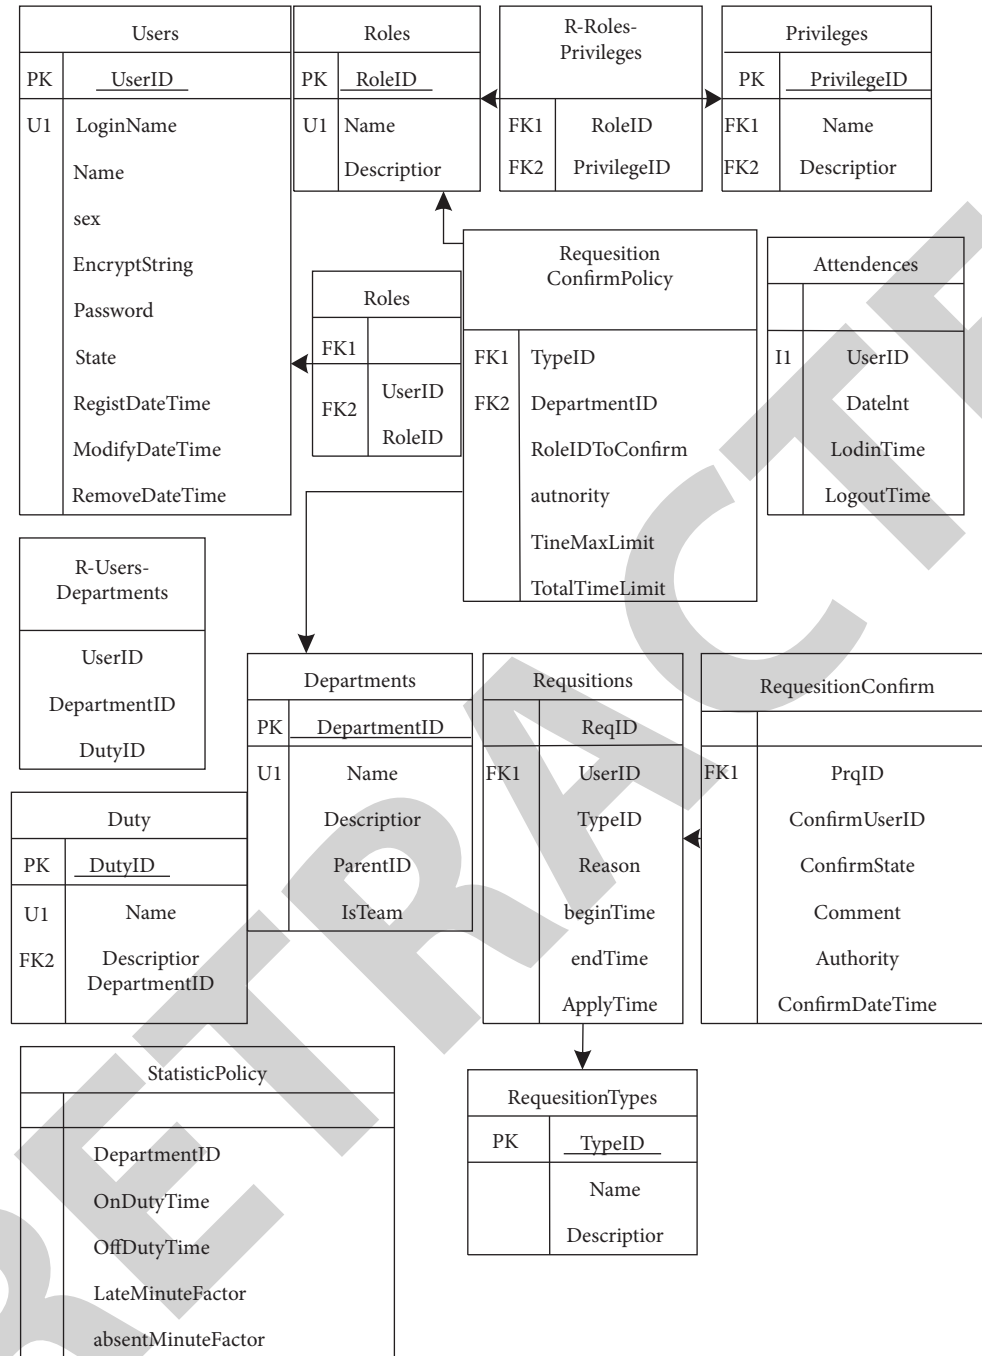 Users
PK UserID
U1 LoginName
Name
sex
EncryptString
Password
State
RegistDateTime
ModifyDateTime
RemoveDateTime
Roles
PK RoleID
U1 Name
Descriptior
R-Roles-
Privileges
FK1 RoleID
FK2 PrivilegeID
Privileges
PK PrivilegeID
FK1 Name
FK2 Descriptior
Roles
FK1
UserID
FK2
RoleID
Requesition
ConfirmPolicy
FK1 TypeID
FK2 DepartmentID
RoleIDToConfirm
autnority
TineMaxLimit
TotalTimeLimit
Attendences
I1 UserID
DateInt
LodinTime
LogoutTime
R-Users-
Departments
UserID
DepartmentID
DutyID
Departments
PK DepartmentID
U1 Name
Descriptior
ParentID
IsTeam
Requsitions
ReqID
FK1 UserID
TypeID
Reason
beginTime
endTime
ApplyTime
RequesitionConfirm
FK1 PrqID
ConfirmUserID
ConfirmState
Comment
Authority
ConfirmDateTime
Duty
PK DutyID
U1 Name
FK2 Descriptior
DepartmentID
StatisticPolicy
DepartmentID
OnDutyTime
OffDutyTime
LateMinuteFactor
absentMinuteFactor
RequesitionTypes
PK TypeID
Name
Descriptior
RETRACTE